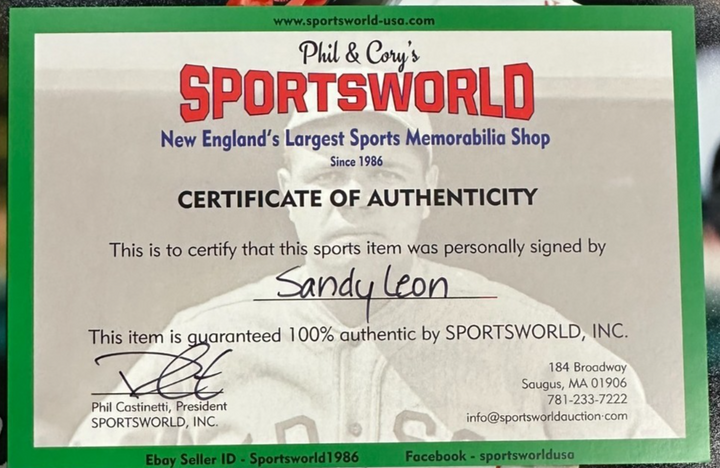 www.sportsworld-usa.com
Phil & Cory's
SPORTSWORLD
New England's Largest Sports Memorabilia Shop
Since 1986
CERTIFICATE OF AUTHENTICITY
This is to certify that this sports item was personally signed by
Sandy Leon
This item is guaranteed 100% authentic by SPORTSWORLD, INC.
Phil Castinetti, President
SPORTSWORLD, INC.
184 Broadway
Saugus, MA 01906
781-233-7222
info@sportsworldauction.com
Ebay Seller ID - Sportsworld1986 Facebook - sportsworldusa